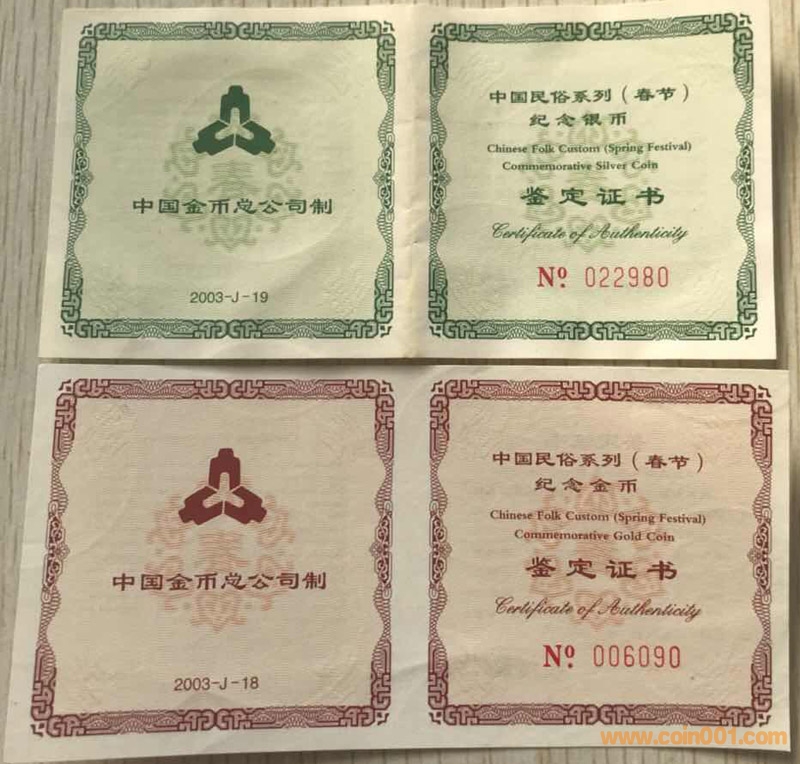 中国金币总公司制
2003-J-19
中国民俗系列(春节)
纪念银币
Chinese Folk Custom (Spring Festival)
Commemorative Silver Coin
鉴定证书
Certificate of Authenticity
Nº 022980
中国金币总公司制
2003-J-18
中国民俗系列(春节)
纪念金币
Chinese Folk Custom (Spring Festival)
Commemorative Gold Coin
鉴定证书
Certificate of Authenticity
Nº 006090
www.coin001.com